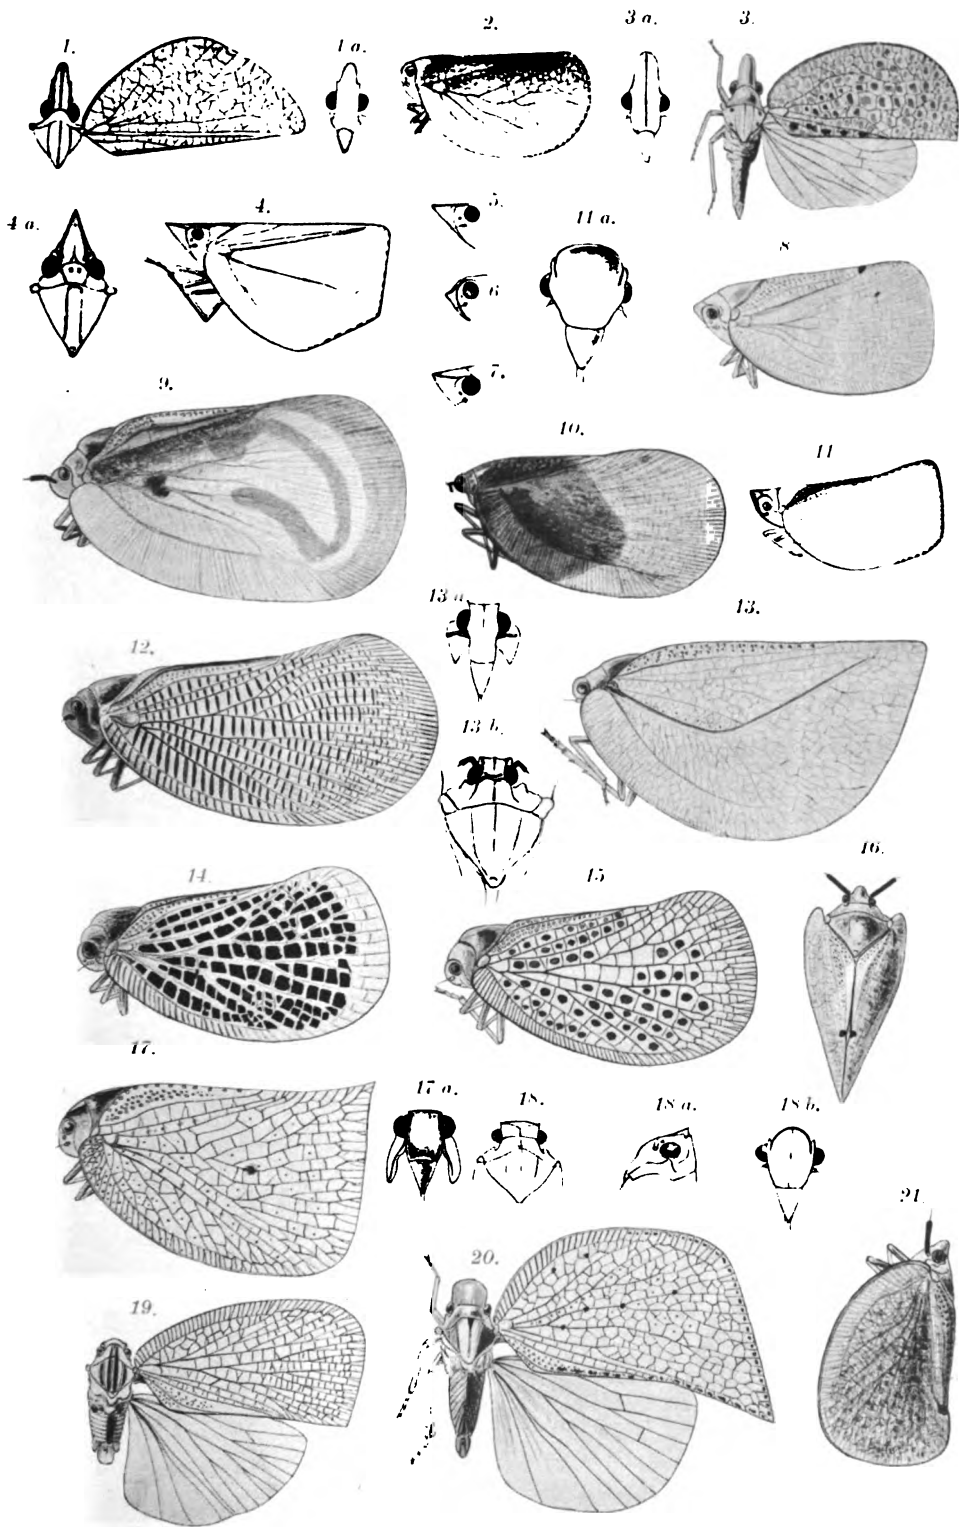 1.
1 a.
2.
3 a.
3.
4 a.
4.
5.
11 a.
6
8
7.
9.
10.
11
13 a
12.
13.
13 b.
14.
15
16.
17.
17 a.
18.
18 a.
18 b.
21.
20.
19.